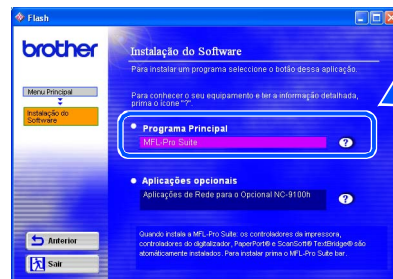 Flash
brother
Instalação do Software
Para instalar um programa seleccione o botão dessa aplicação.
Menu Principal
Para conhecer o seu equipamento e ter a informação detalhada,
prima o ícone "?".
Instalação do
Software
Programa Principal
MFL-Pro Suite
?
Aplicações opcionais
Aplicações de Rede para o Opcional NC-9100h
?
Quando instala a MFL-Pro Suite: os controladores da impressora,
controladores do digitalizador, PaperPort® e ScanSoft® TextBridge® são
atomáticamente instalados. Para instalar prima o MFL-Pro Suite bar.
Anterior
Sair